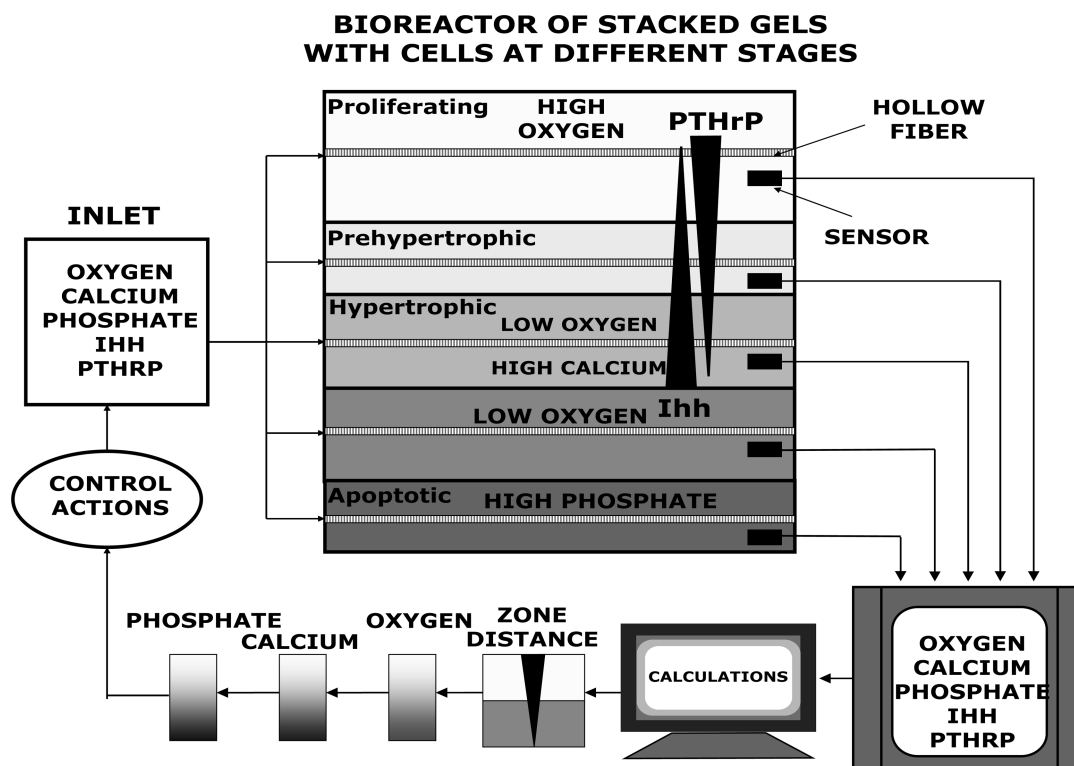 BIOREACTOR OF STACKED GELS
WITH CELLS AT DIFFERENT STAGES
Proliferating
HIGH
OXYGEN
PTHrP
HOLLOW
FIBER
SENSOR
INLET
OXYGEN
CALCIUM
PHOSPHATE
IHH
PTHRP
Prehypertrophic
Hypertrophic
LOW OXYGEN
HIGH CALCIUM
LOW OXYGEN
Ihh
Apoptotic
HIGH PHOSPHATE
CONTROL
ACTIONS
PHOSPHATE
CALCIUM
OXYGEN
ZONE
DISTANCE
CALCULATIONS
OXYGEN
CALCIUM
PHOSPHATE
IHH
PTHRP